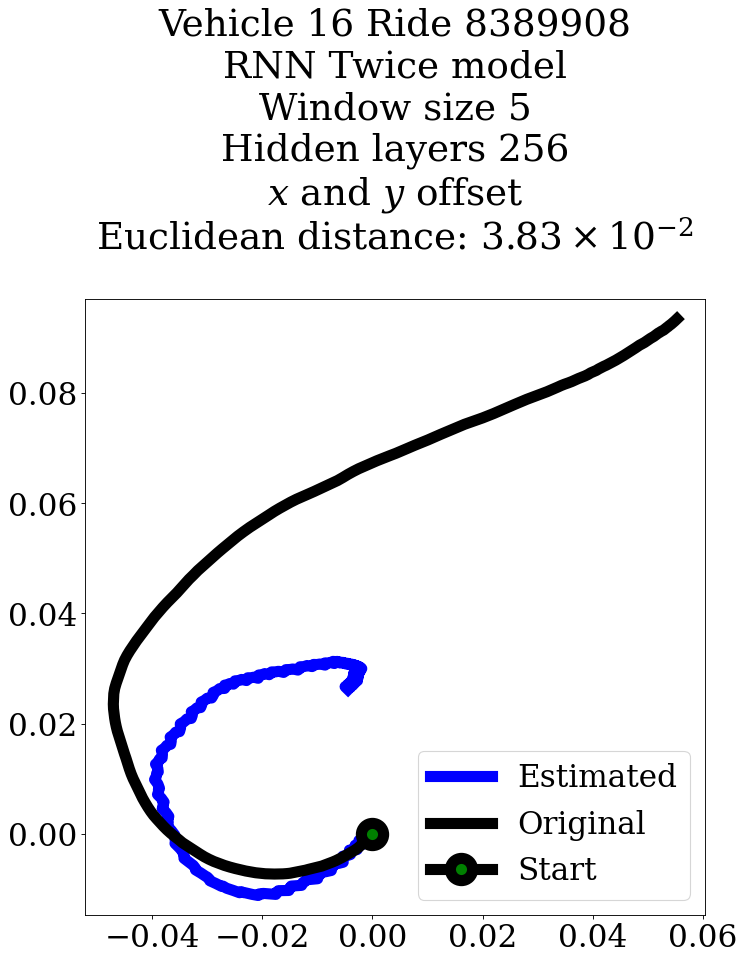 Vehicle 16 Ride 8389908
RNN Twice model
Window size 5
Hidden layers 256
x and y offset
Euclidean distance: 3.83 × 10⁻²
0.08
0.06
0.04
0.02
0.00
−0.04 −0.02 0.00 0.02 0.04 0.06
Estimated
Original
Start